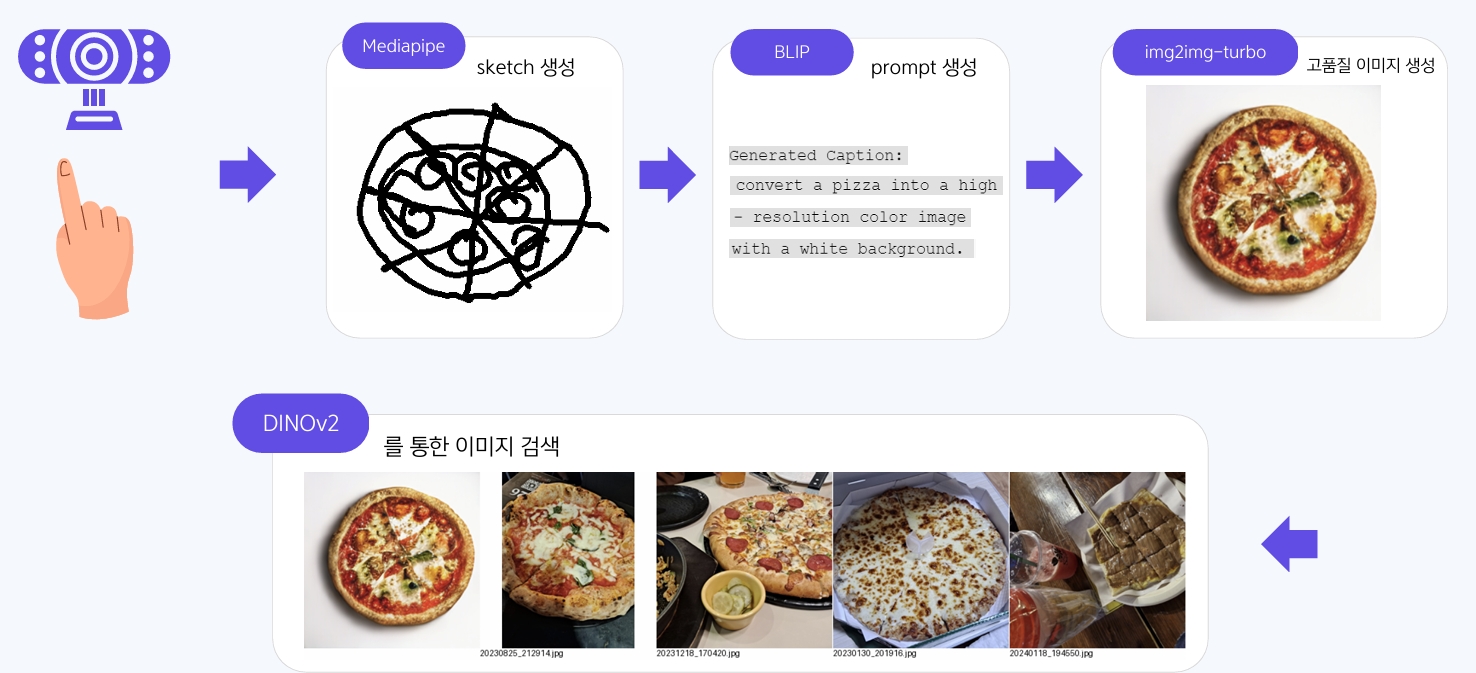 Mediapipe
sketch 생성
BLIP
prompt 생성
Generated Caption:
convert a pizza into a high
- resolution color image
with a white background.
img2img-turbo
고품질 이미지 생성
DINOv2
를 통한 이미지 검색
20230825_212914.jpg
20231218_170420.jpg
20230130_201916.jpg
20240118_194550.jpg